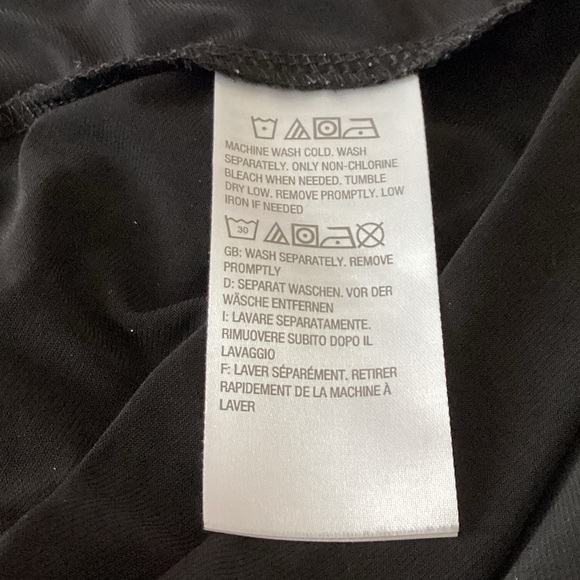 MACHINE WASH COLD. WASH
SEPARATELY. ONLY NON-CHLORINE
BLEACH WHEN NEEDED. TUMBLE
DRY LOW. REMOVE PROMPTLY. LOW
IRON IF NEEDED
30
GB: WASH SEPARATELY. REMOVE
PROMPTLY
D: SEPARAT WASCHEN. VOR DER
WÄSCHE ENTFERNEN
I: LAVARE SEPARATAMENTE.
RIMUOVERE SUBITO DOPO IL
LAVAGGIO
F: LAVER SÉPARÉMENT. RETIRER
RAPIDEMENT DE LA MACHINE À
LAVER